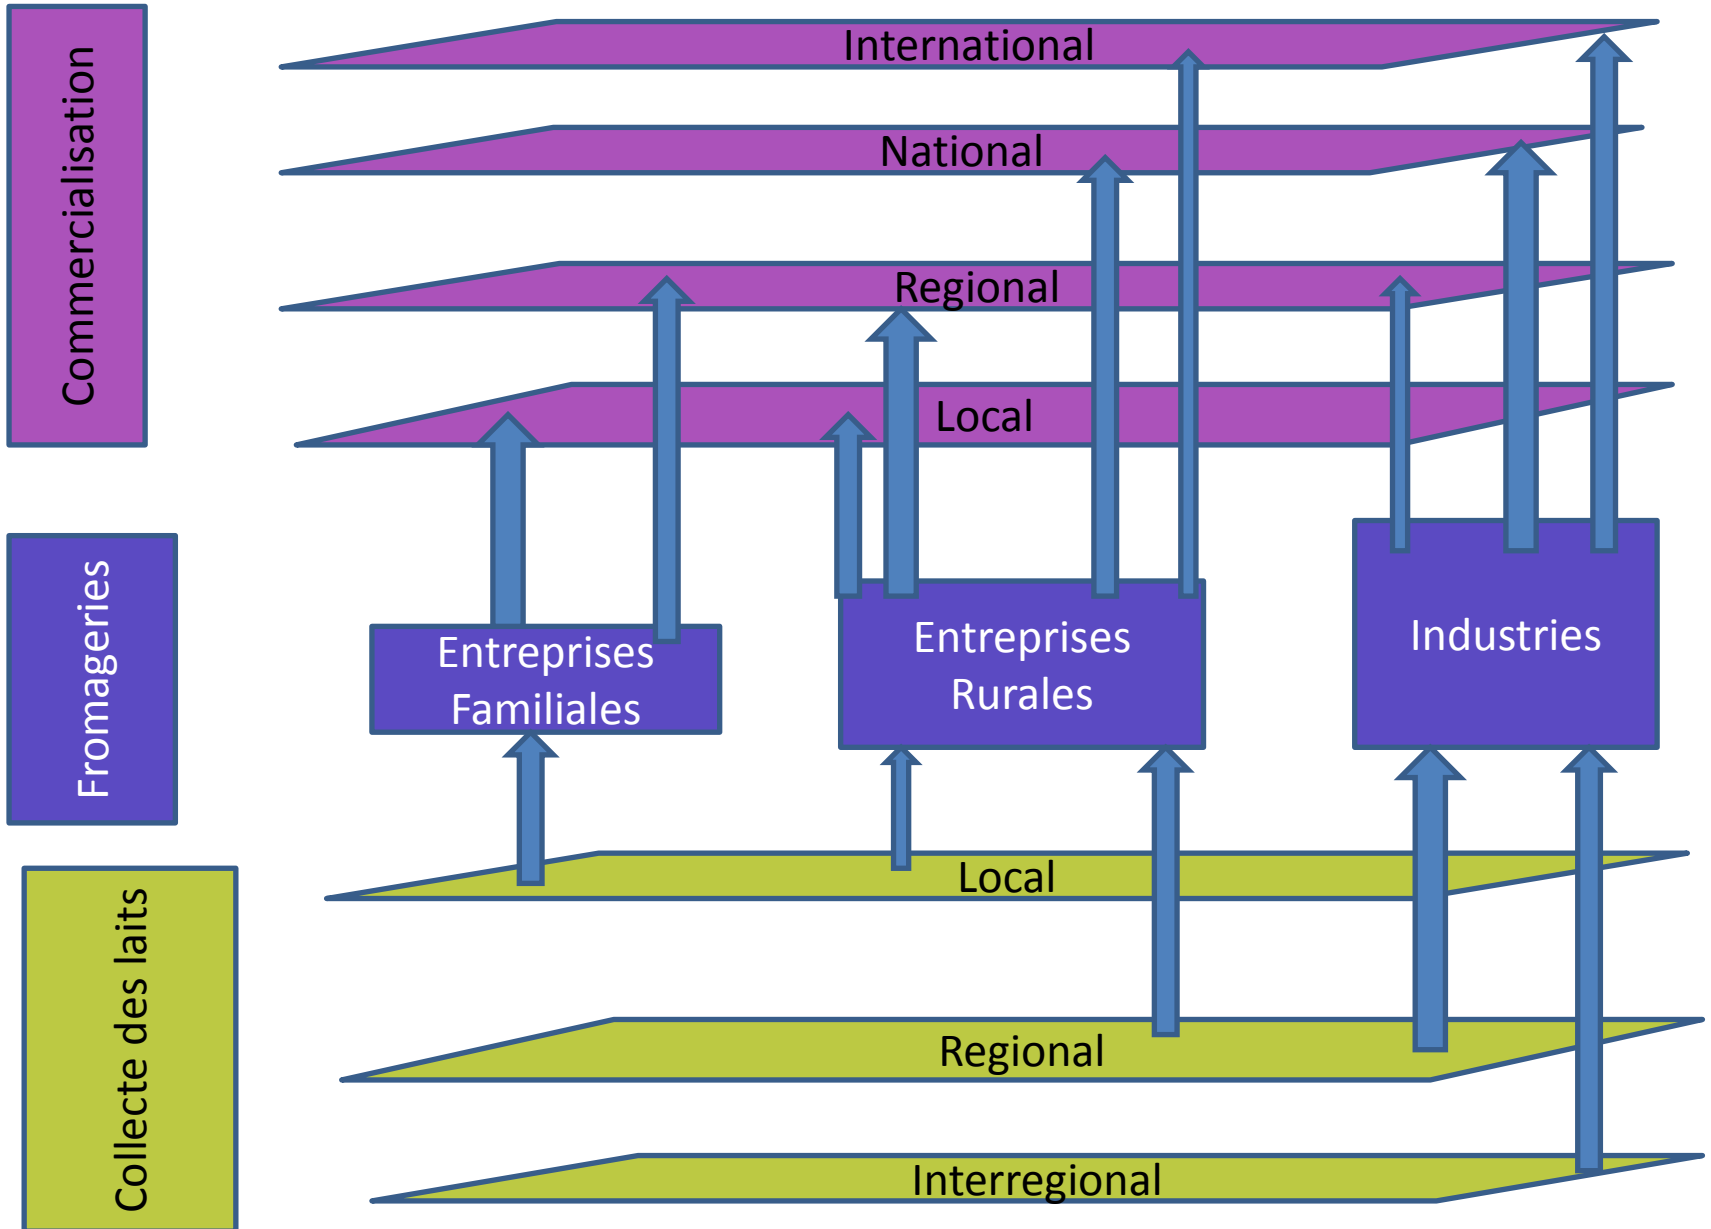 Commercialisation
International
National
Regional
Local
Fromageries
Entreprises
Familiales
Entreprises
Rurales
Industries
Collecte des laits
Local
Regional
Interregional